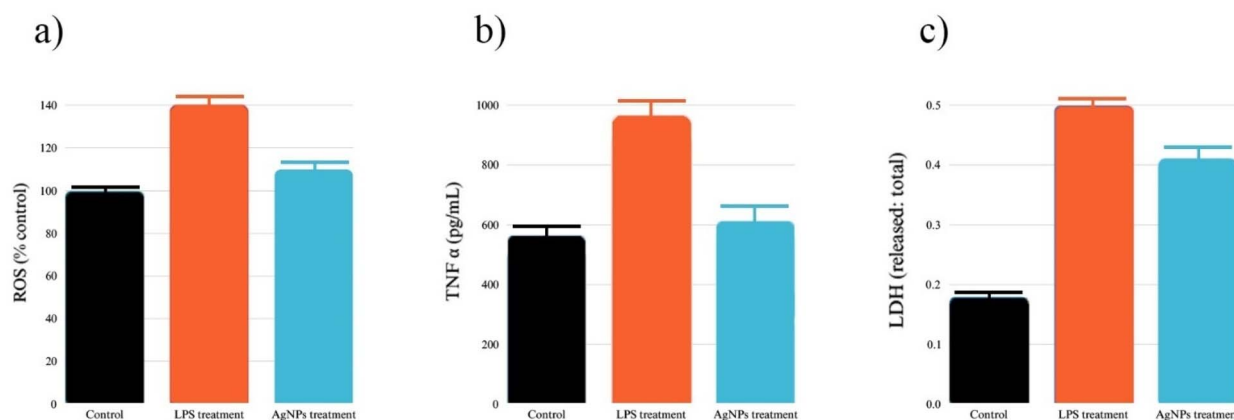 a)
ROS (% control)
140
120
100
80
60
40
20
0
Control
LPS treatment
AgNPs treatment
b)
TNF α (pg/mL)
1000
800
600
400
200
0
Control
LPS treatment
AgNPs treatment
c)
LDH (released: total)
0.5
0.4
0.3
0.2
0.1
0.0
Control
LPS treatment
AgNPs treatment